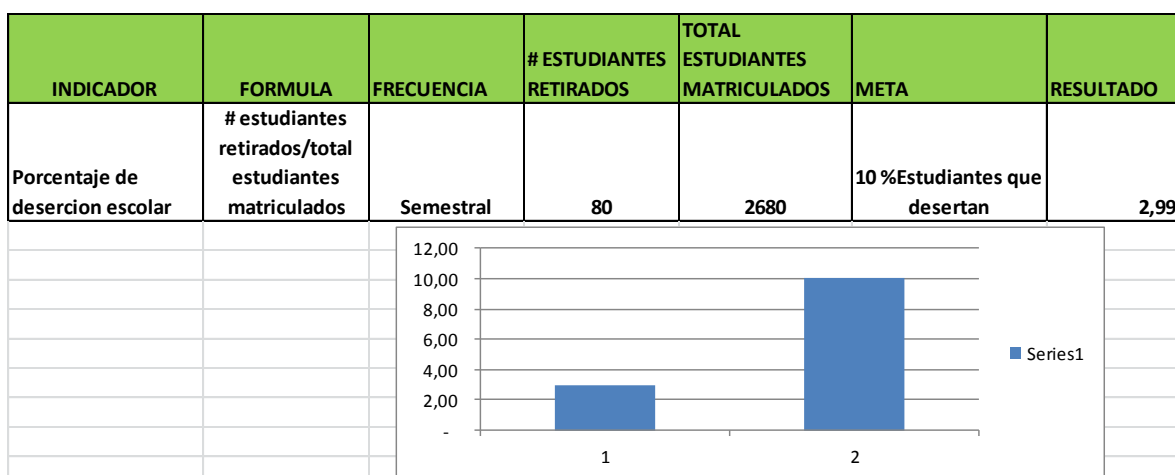 INDICADOR
FORMULA
FRECUENCIA
# ESTUDIANTES
RETIRADOS
TOTAL
ESTUDIANTES
MATRICULADOS
META
RESULTADO
Porcentaje de
desercion escolar
# estudiantes
retirados/total
estudiantes
matriculados
Semestral
80
2680
10 %Estudiantes que
desertan
2,99
12,00
10,00
8,00
6,00
4,00
2,00
-
1
2
Series1